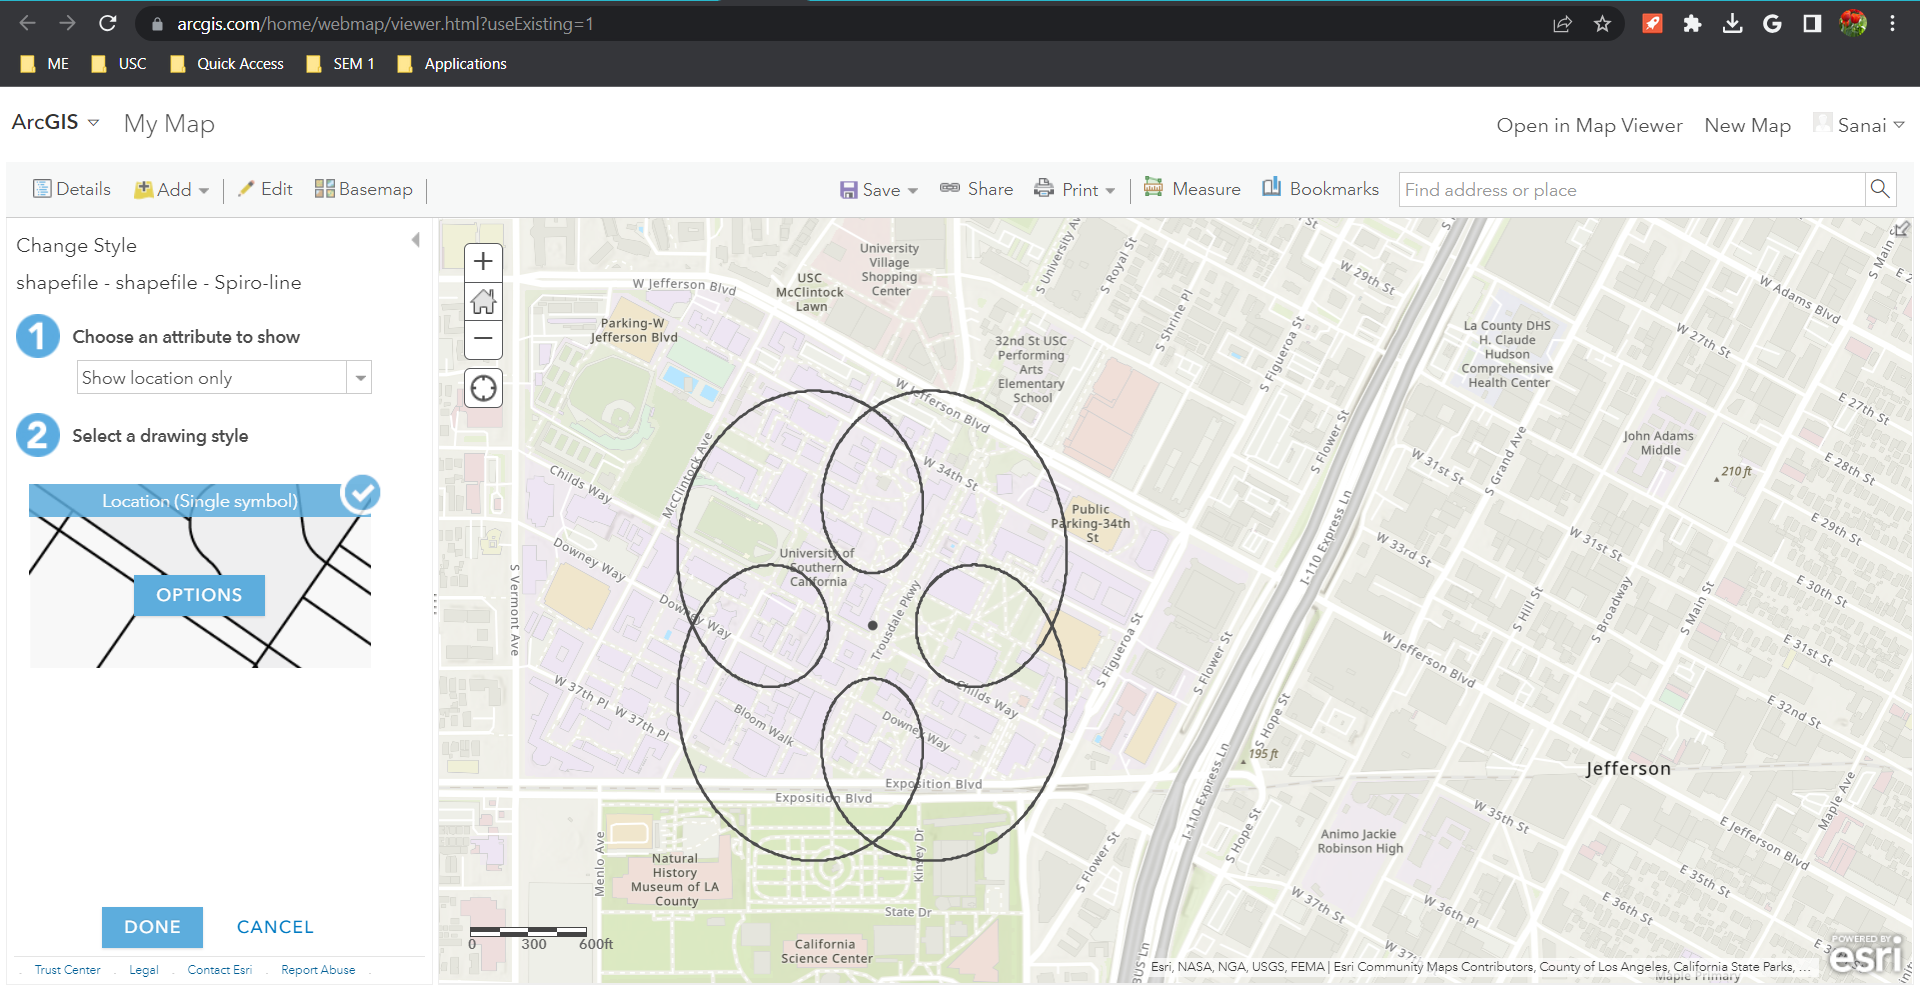 arcgis.com/home/webmap/viewer.html?useExisting=1
ME
USC
Quick Access
SEM 1
Applications
ArcGIS
My Map
Open in Map Viewer
New Map
Sanai
Details
Add
Edit
Basemap
Save
Share
Print
Measure
Bookmarks
Find address or place
Change Style
shapefile - shapefile - Spiro-line
1
Choose an attribute to show
Show location only
2
Select a drawing style
Location (Single symbol)
OPTIONS
DONE
CANCEL
Trust Center
Legal
Contact Esri
Report Abuse
+
−
University
Village
Shopping
Center
USC
McClintock
Lawn
W Jefferson Blvd
Parking-W
Jefferson Blvd
32nd St USC
Performing
Arts
Elementary
School
S University Av
S Royal St
S Shrine Pl
S Figueroa St
W 29th St
S Main St
W Adams Blvd
La County DHS
H. Claude
Hudson
Comprehensive
Health Center
W 27th St
E 27th St
John Adams
Middle
210 ft
E 28th St
E 29th St
W Jefferson Blvd
W 34th St
McClintock Ave
Childs Way
S Flower St
W 31st St
S Grand Ave
Public
Parking-34th
St
University of
Southern
California
I-110 Express Ln
W 33rd St
W 31st St
E 30th St
S Vermont Ave
Downey Way
Downey Way
Trousdale Pkwy
S Figueroa St
S Flower St
S Hill St
S Broadway
S Main St
E 31st St
W Jefferson Blvd
E 32nd St
W 37th Pl
W 37th Pl
Bloom Walk
Childs Way
Downey Way
S Hope St
195 ft
Jefferson
Exposition Blvd
Exposition Blvd
I-110 Express Ln
S Hope St
W 35th St
Maple Ave
E Jefferson Blvd
Animo Jackie
Robinson High
Menlo Ave
Kinsey Dr
S Flower St
Natural
History
Museum of LA
County
State Dr
California
Science Center
W 37th St
W 36th Pl
E 35th St
E 36th St
W 37th
BUS Ln
Maple Primary
0 300 600ft
Esri, NASA, NGA, USGS, FEMA | Esri Community Maps Contributors, County of Los Angeles, California State Parks, ...
POWERED BY
esri